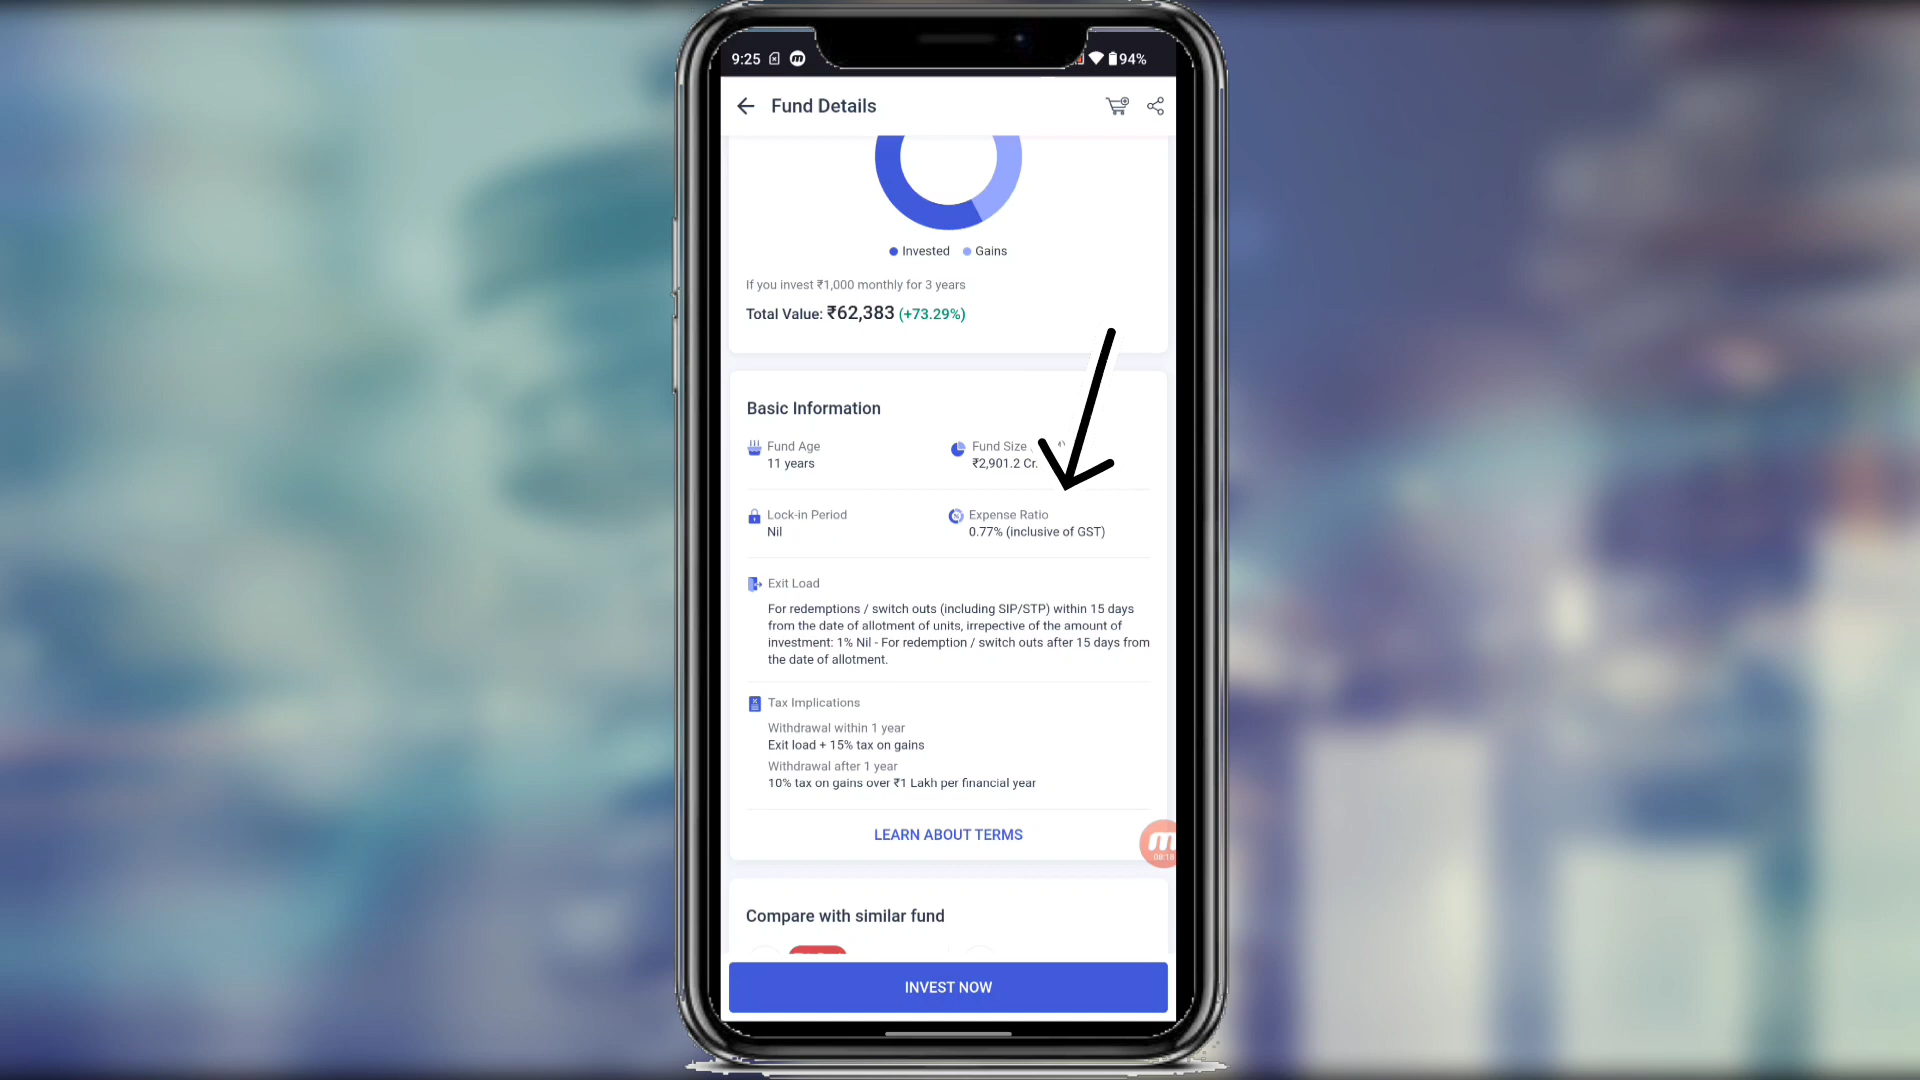 9:25
94%
Fund Details
Invested Gains
If you invest ₹1,000 monthly for 3 years
Total Value: ₹62,383 (+73.29%)
Basic Information
Fund Age
11 years
Fund Size
₹2,901.2 Cr.
Lock-in Period
Nil
Expense Ratio
0.77% (inclusive of GST)
Exit Load
For redemptions / switch outs (including SIP/STP) within 15 days
from the date of allotment of units, irrepective of the amount of
investment: 1% Nil - For redemption / switch outs after 15 days from
the date of allotment.
Tax Implications
Withdrawal within 1 year
Exit load + 15% tax on gains
Withdrawal after 1 year
10% tax on gains over ₹1 Lakh per financial year
LEARN ABOUT TERMS
08:18
Compare with similar fund
INVEST NOW